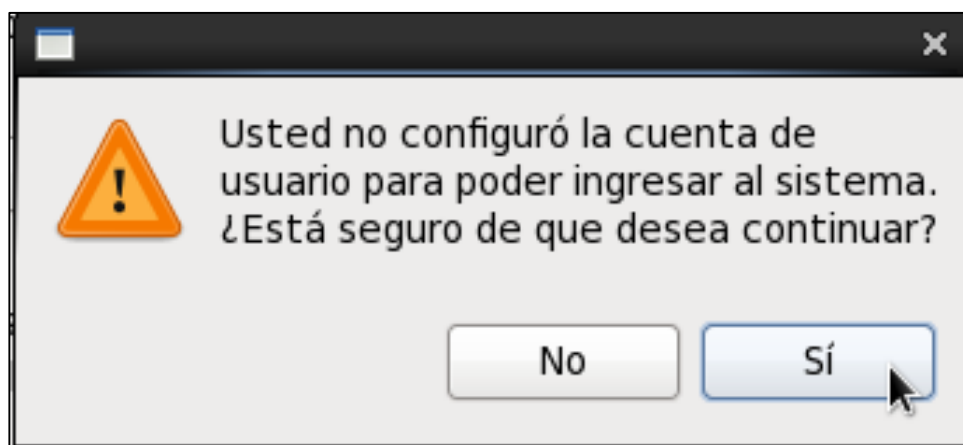 Usted no configuró la cuenta de
usuario para poder ingresar al sistema.
¿Está seguro de que desea continuar?
No
Sí